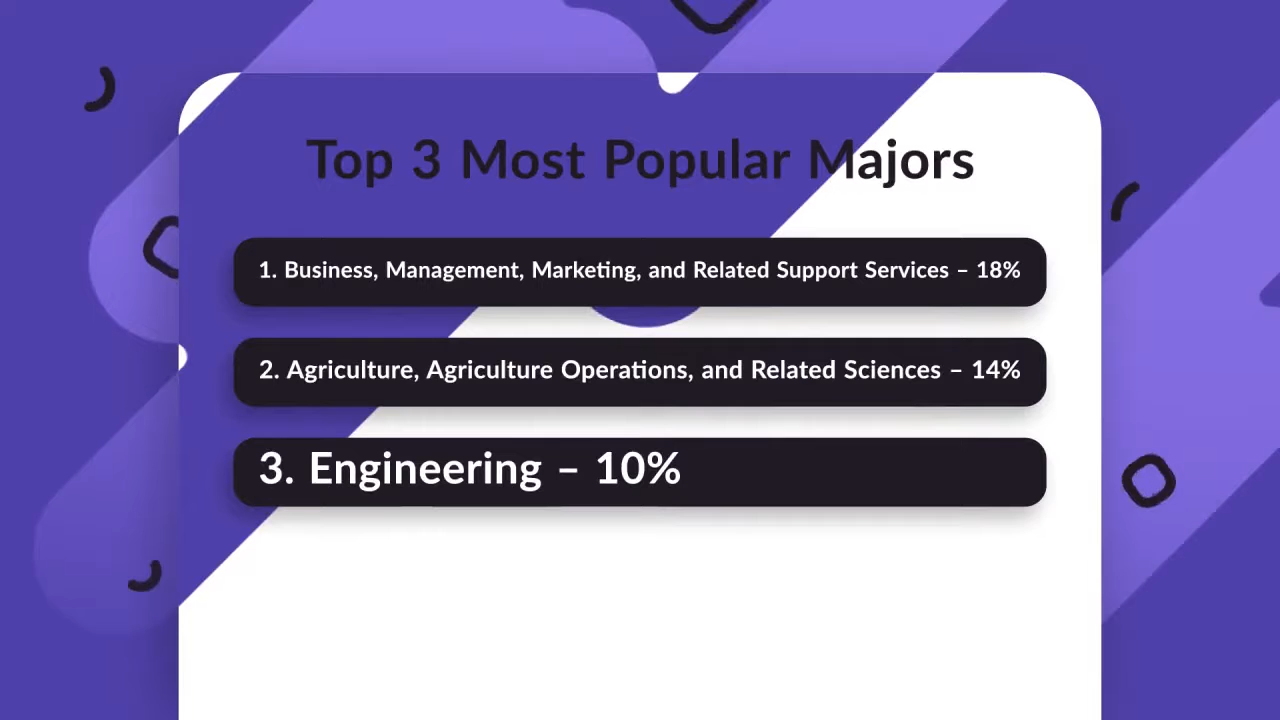 Top 3 Most Popular Majors
1. Business, Management, Marketing, and Related Support Services – 18%
2. Agriculture, Agriculture Operations, and Related Sciences – 14%
3. Engineering – 10%